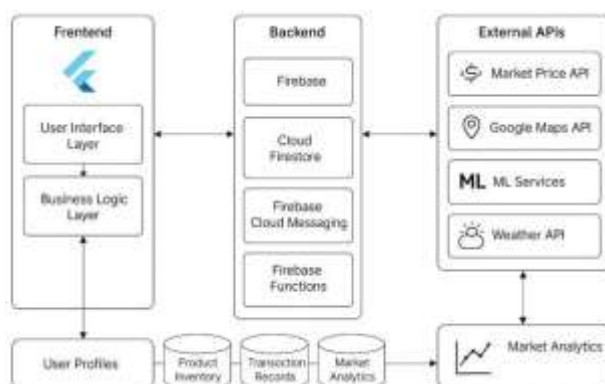 Frentend
Backend
External APIs
User Interface
Layer
Business Logic
Layer
Firebase
Cloud
Firestore
Firebase
Cloud Messaging
Firebase
Functions
Market Price API
Google Maps API
ML ML Services
Weather API
User Profiles
Product
Inventory
Transaction
Records
Market
Analytics
Market Analytics